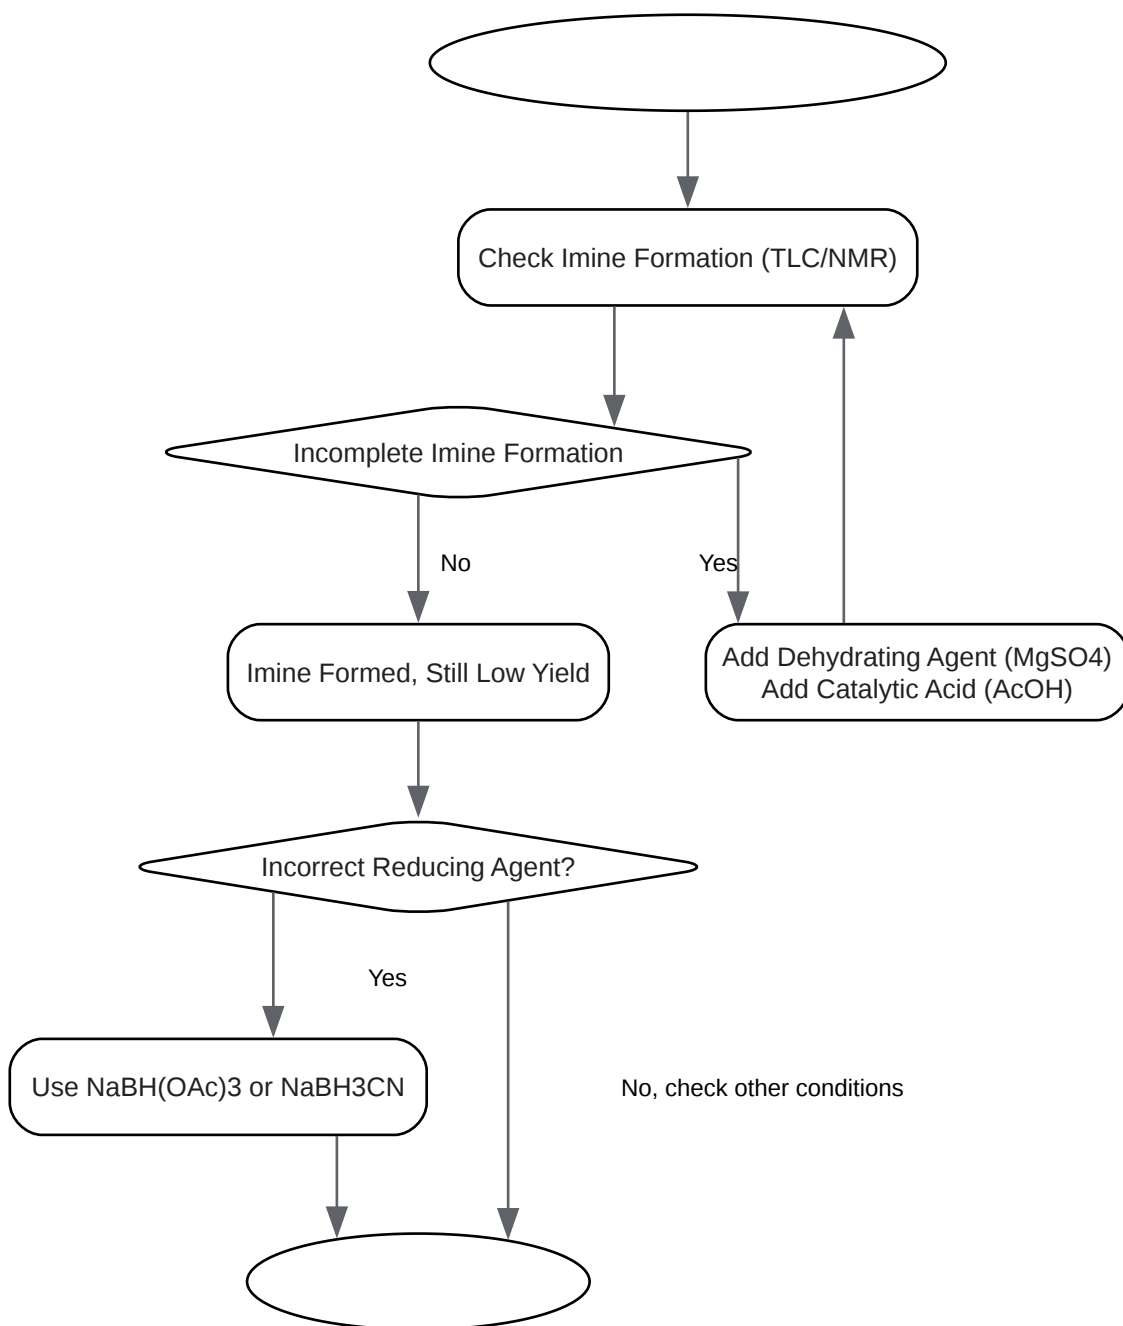 Check Imine Formation (TLC/NMR)
Incomplete Imine Formation
No
Yes
Imine Formed, Still Low Yield
Add Dehydrating Agent (MgSO4)
Add Catalytic Acid (AcOH)
Incorrect Reducing Agent?
Yes
Use NaBH(OAc)3 or NaBH3CN
No, check other conditions